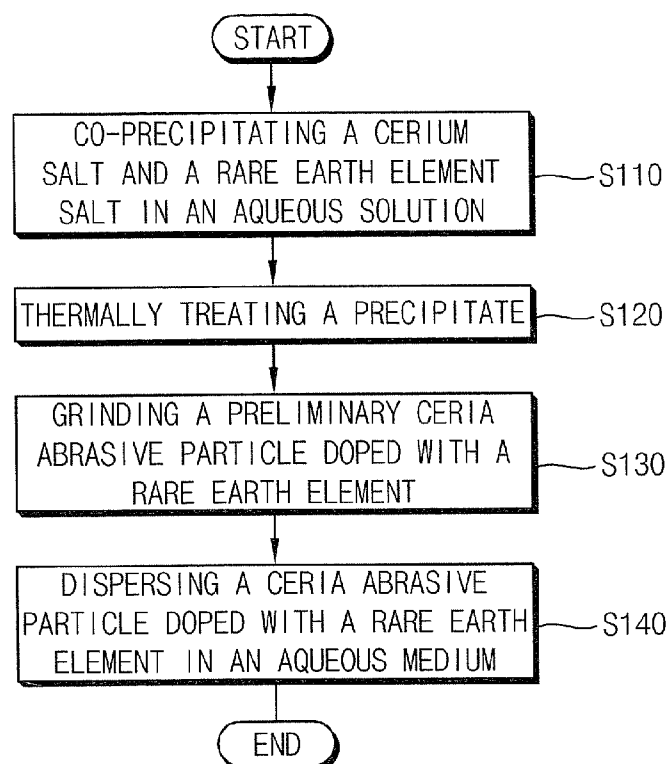 START
CO-PRECIPITATING A CERIUM
SALT AND A RARE EARTH ELEMENT
SALT IN AN AQUEOUS SOLUTION
S110
THERMALLY TREATING A PRECIPITATE
S120
GRINDING A PRELIMINARY CERIA
ABRASIVE PARTICLE DOPED WITH A
RARE EARTH ELEMENT
S130
DISPERSING A CERIA ABRASIVE
PARTICLE DOPED WITH A RARE EARTH
ELEMENT IN AN AQUEOUS MEDIUM
S140
END